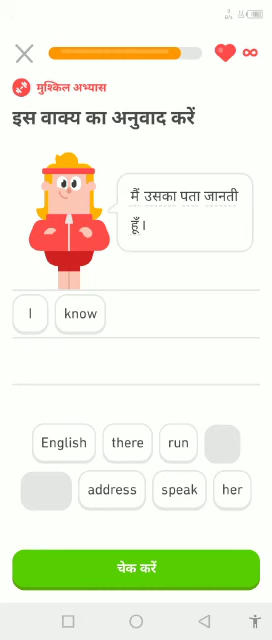 मुश्किल अभ्यास
इस वाक्य का अनुवाद करें
मैं उसका पता जानती
हूँ।
I know
English there run
address speak her
चेक करें